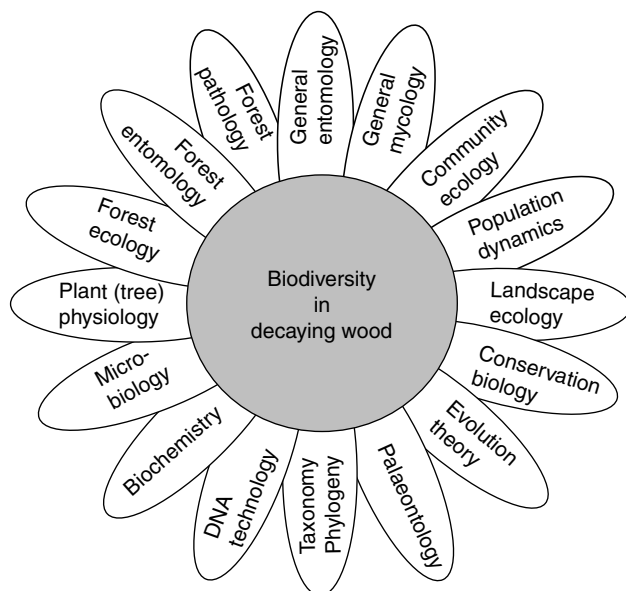 Biodiversity
in
decaying wood
General
entomology
General
mycology
Community
ecology
Population
dynamics
Landscape
ecology
Conservation
biology
Evolution
theory
Palaeontology
Taxonomy
Phylogeny
DNA
technology
Biochemistry
Micro-
biology
Plant (tree)
physiology
Forest
ecology
Forest
entomology
Forest
pathology